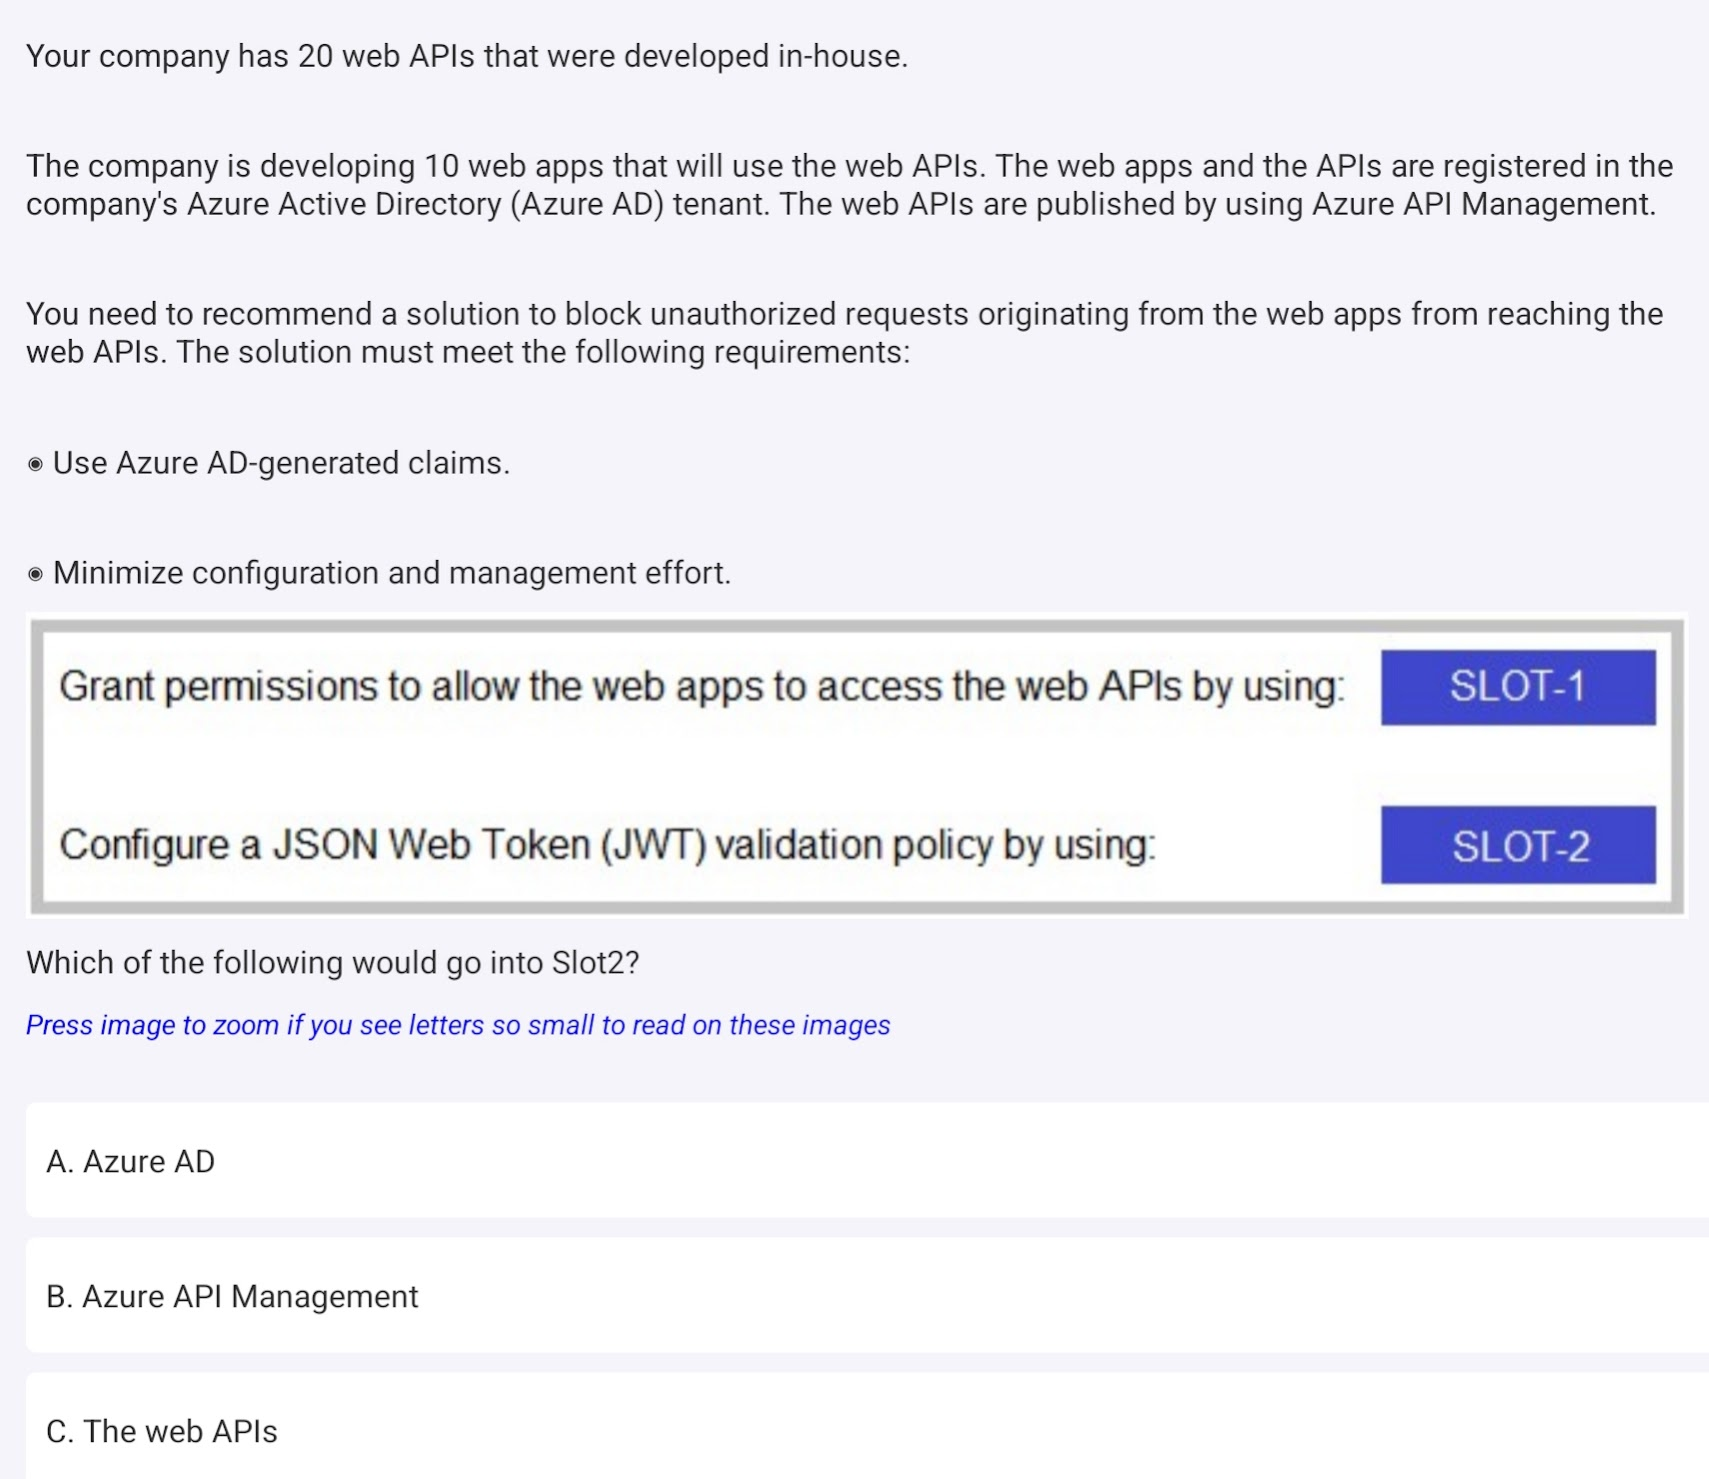 Your company has 20 web APIs that were developed in-house.
The company is developing 10 web apps that will use the web APIs. The web apps and the APIs are registered in the
company's Azure Active Directory (Azure AD) tenant. The web APIs are published by using Azure API Management.
You need to recommend a solution to block unauthorized requests originating from the web apps from reaching the
web APIs. The solution must meet the following requirements:
◉ Use Azure AD-generated claims.
◉ Minimize configuration and management effort.
Grant permissions to allow the web apps to access the web APIs by using: SLOT-1
Configure a JSON Web Token (JWT) validation policy by using: SLOT-2
Which of the following would go into Slot2?
Press image to zoom if you see letters so small to read on these images
A. Azure AD
B. Azure API Management
C. The web APIs